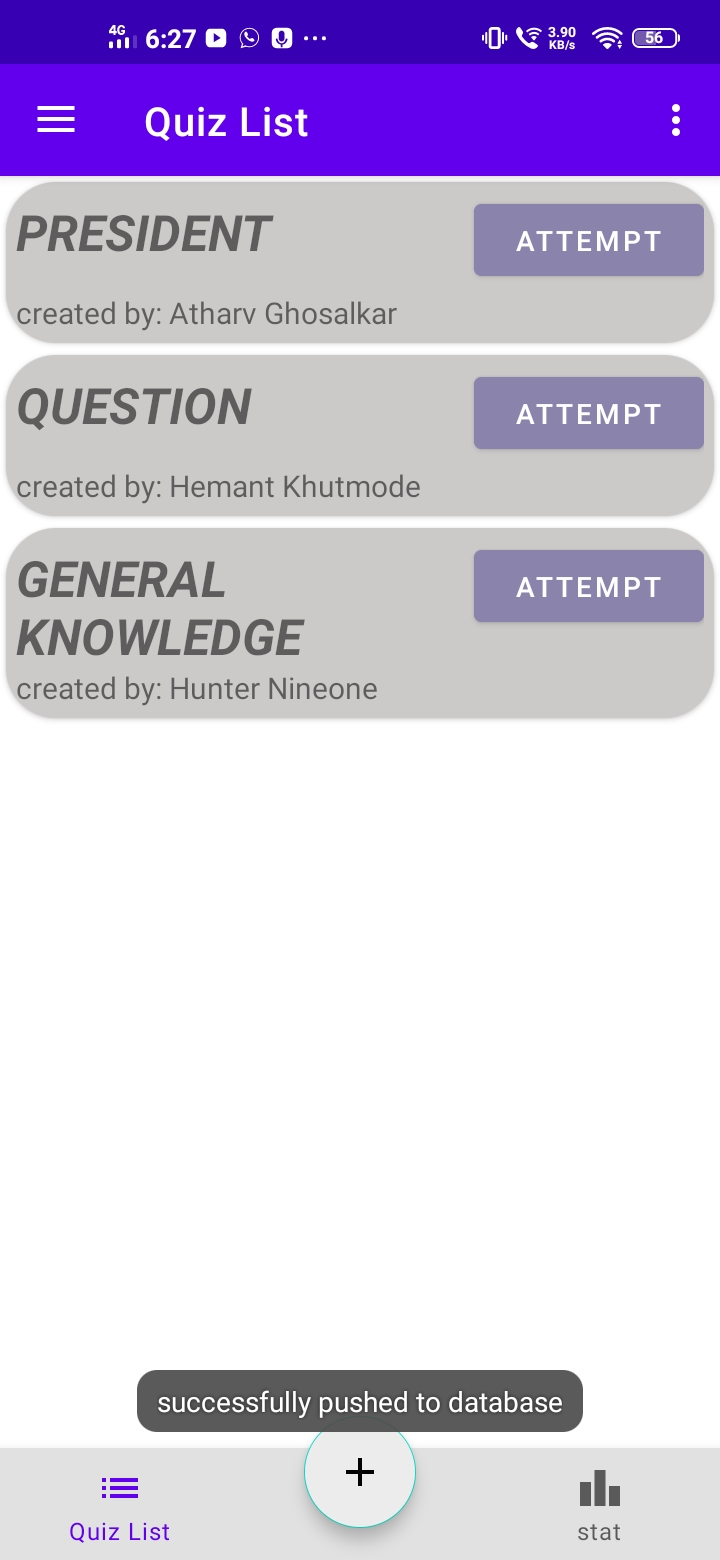 4G 6:27 3.90 KB/s 56
Quiz List
PRESIDENT
ATTEMPT
created by: Atharv Ghosalkar
QUESTION
ATTEMPT
created by: Hemant Khutmode
GENERAL
KNOWLEDGE
ATTEMPT
created by: Hunter Nineone
successfully pushed to database
Quiz List
stat